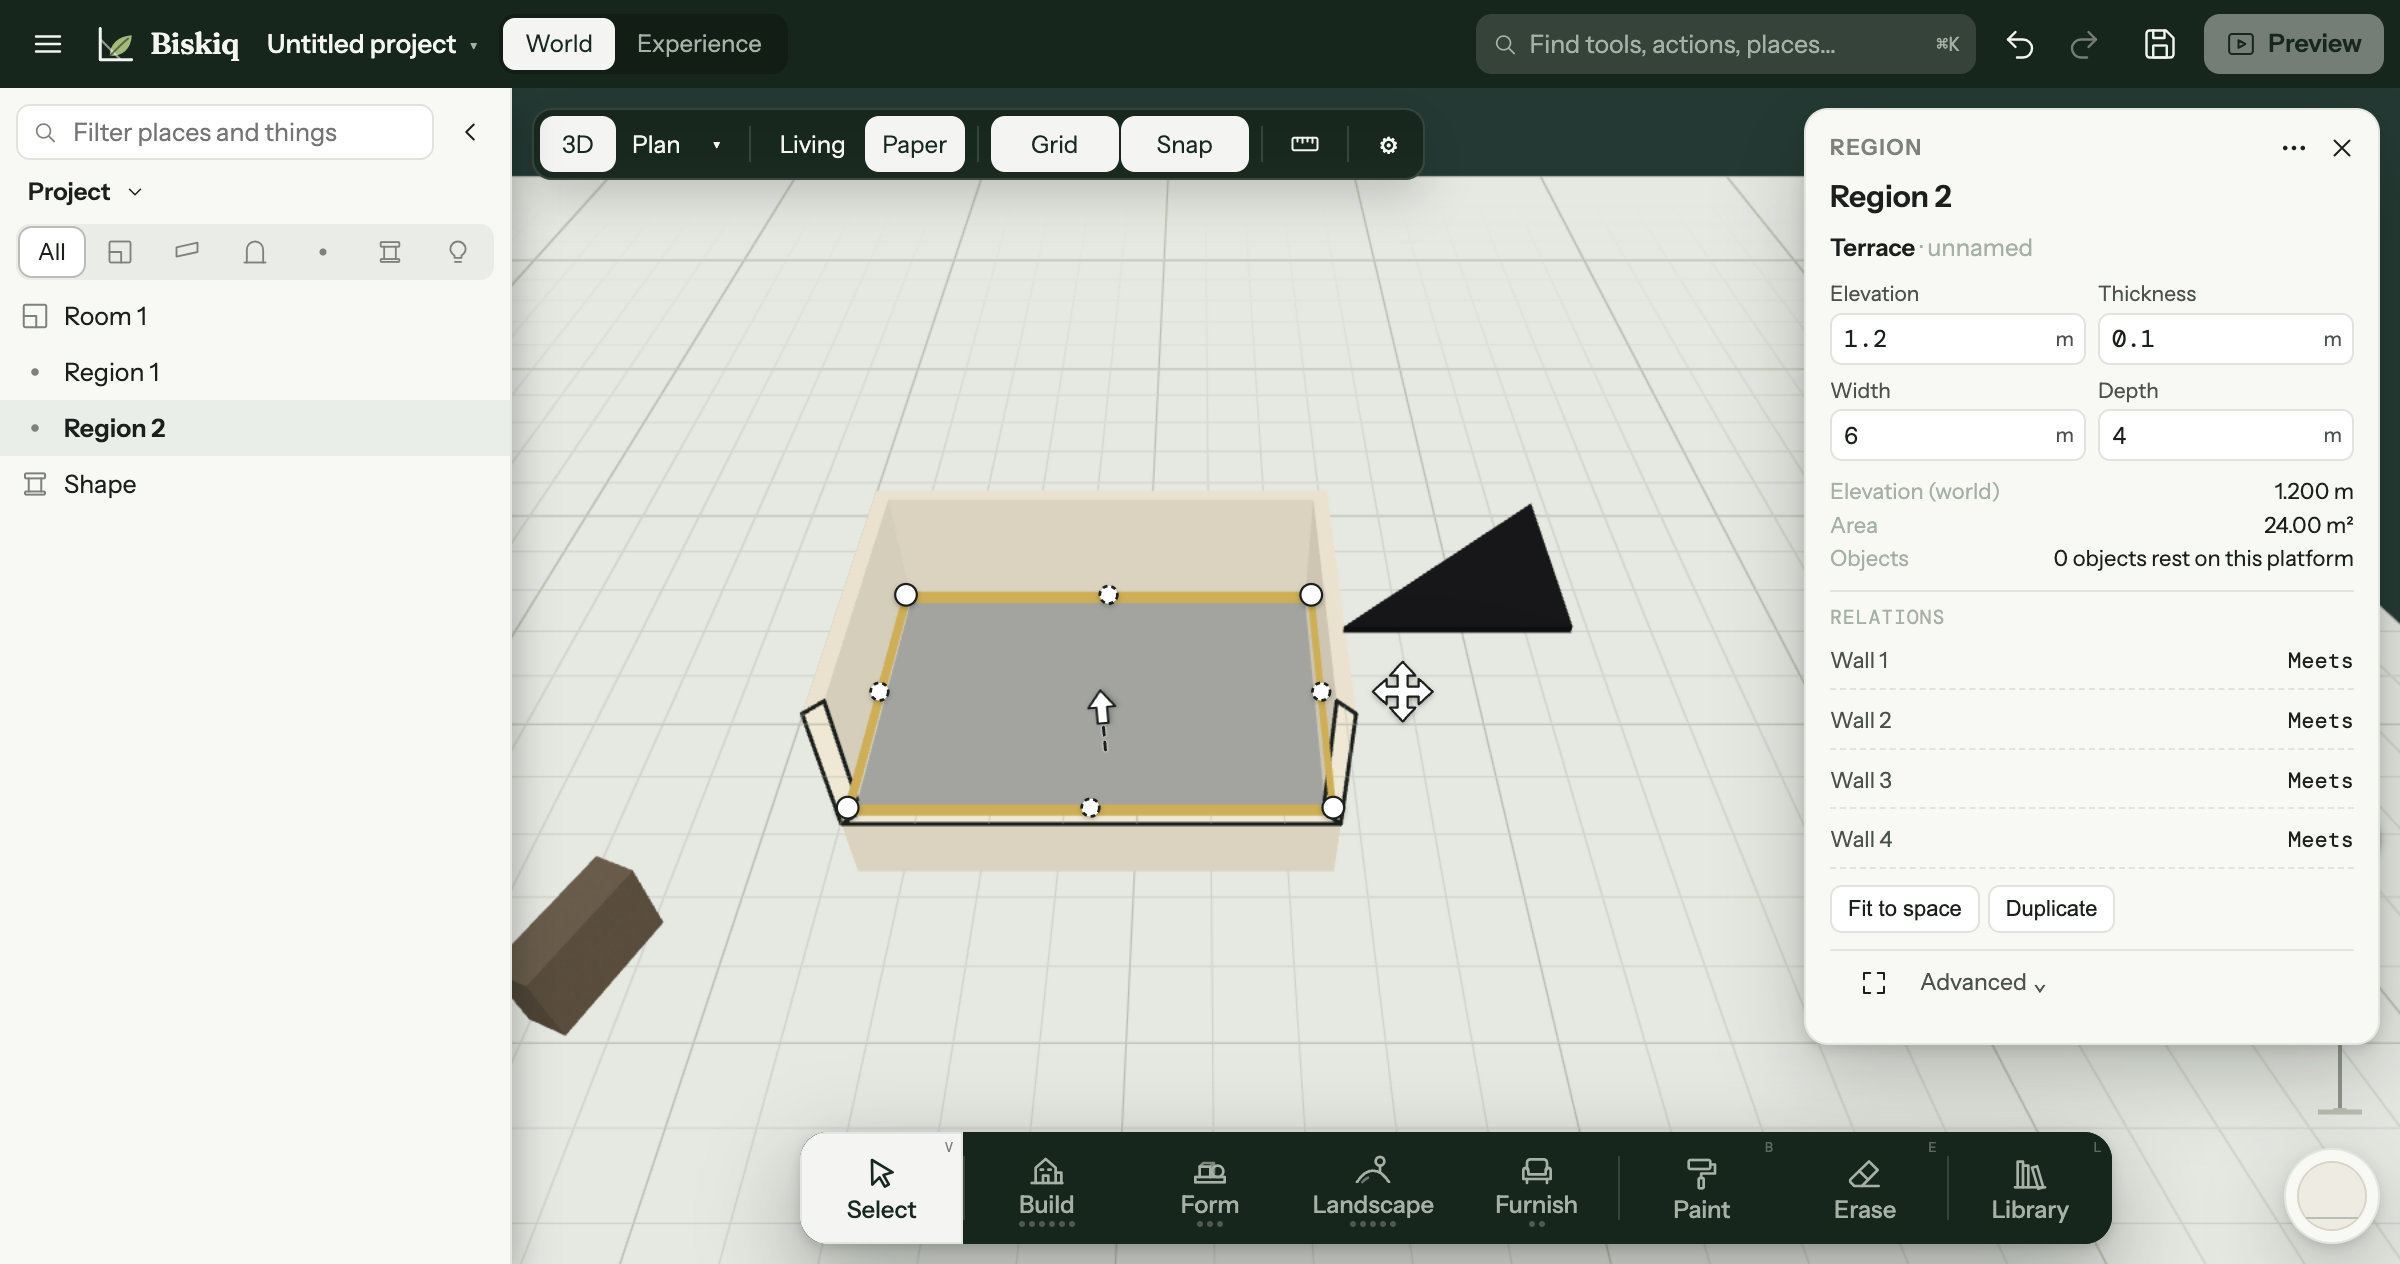 Biskiq
Untitled project
World
Experience
Find tools, actions, places...
⌘K
Preview
Filter places and things
Project
All
Room 1
Region 1
Region 2
Shape
3D
Plan
Living
Paper
Grid
Snap
REGION
Region 2
Terrace · unnamed
Elevation
Thickness
1.2 m
0.1 m
Width
Depth
6 m
4 m
Elevation (world) 1.200 m
Area 24.00 m²
Objects 0 objects rest on this platform
RELATIONS
Wall 1 Meets
Wall 2 Meets
Wall 3 Meets
Wall 4 Meets
Fit to space
Duplicate
Advanced
V
Select
Build
Form
Landscape
Furnish
B
Paint
E
Erase
L
Library